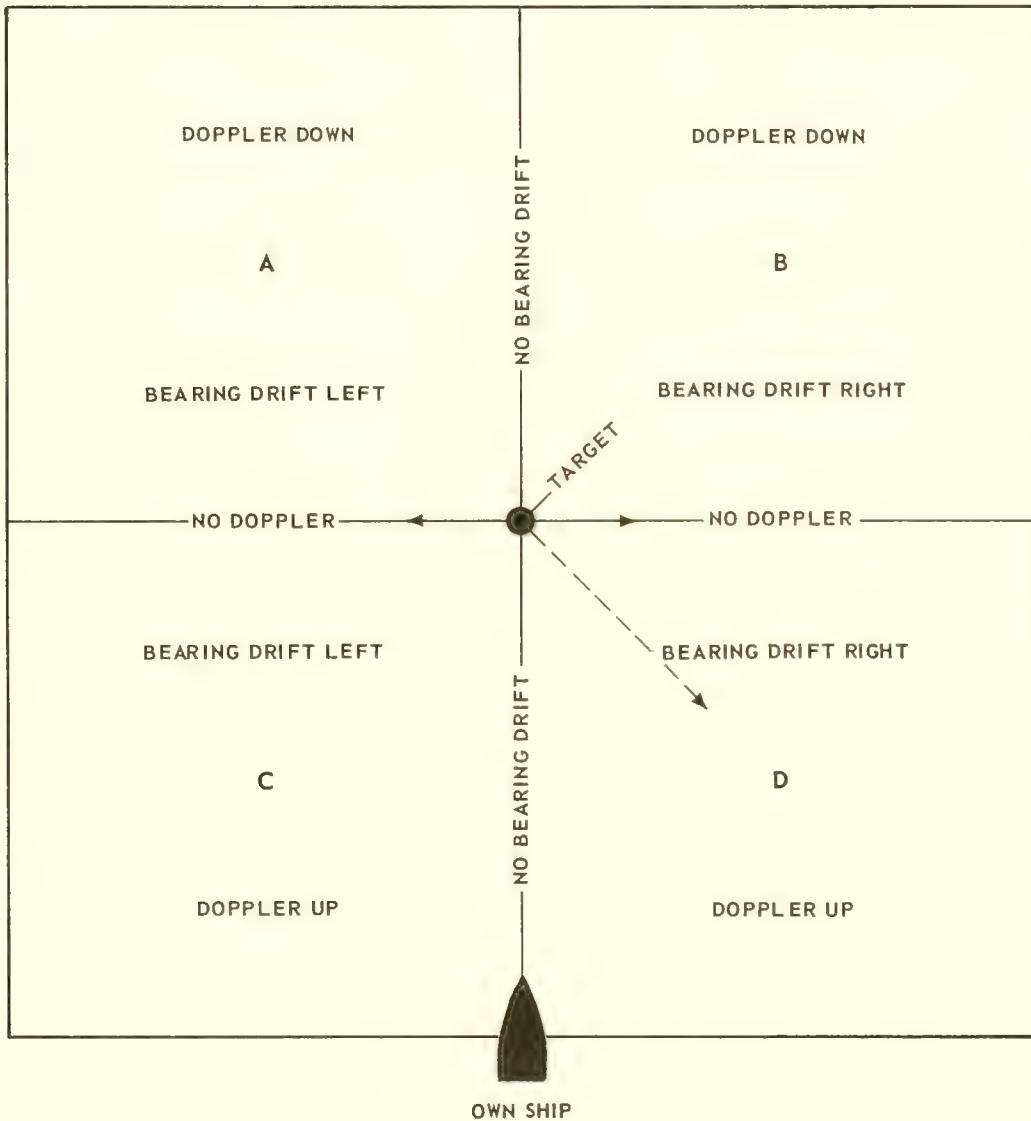 DOPPLER DOWN
DOPPLER DOWN
NO BEARING DRIFT
A
B
BEARING DRIFT LEFT
BEARING DRIFT RIGHT
TARGET
NO DOPPLER
NO DOPPLER
BEARING DRIFT LEFT
BEARING DRIFT RIGHT
NO BEARING DRIFT
C
D
DOPPLER UP
DOPPLER UP
OWN SHIP